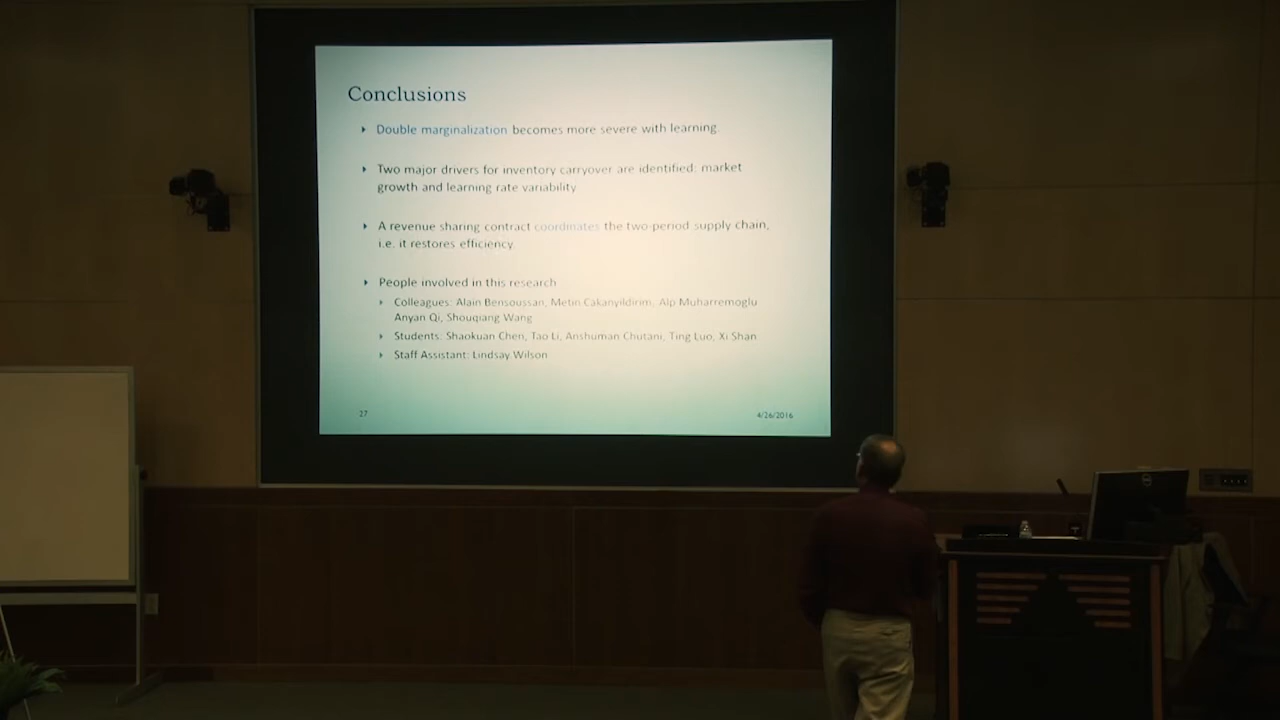 Conclusions
Double marginalization becomes more severe with learning.
Two major drivers for inventory carryover are identified: market
growth and learning rate variability
A revenue sharing contract coordinates the two-period supply chain,
i.e. it restores efficiency.
People involved in this research
Colleagues: Alain Bensoussan, Metin Cakanyildirim, Alp Muharremoglu
Anyan Qi, Shouqiang Wang
Students: Shaokuan Chen, Tao Li, Anshuman Chutani, Ting Luo, Xi Shan
Staff Assistant: Lindsay Wilson
27
4/26/2016
DELL